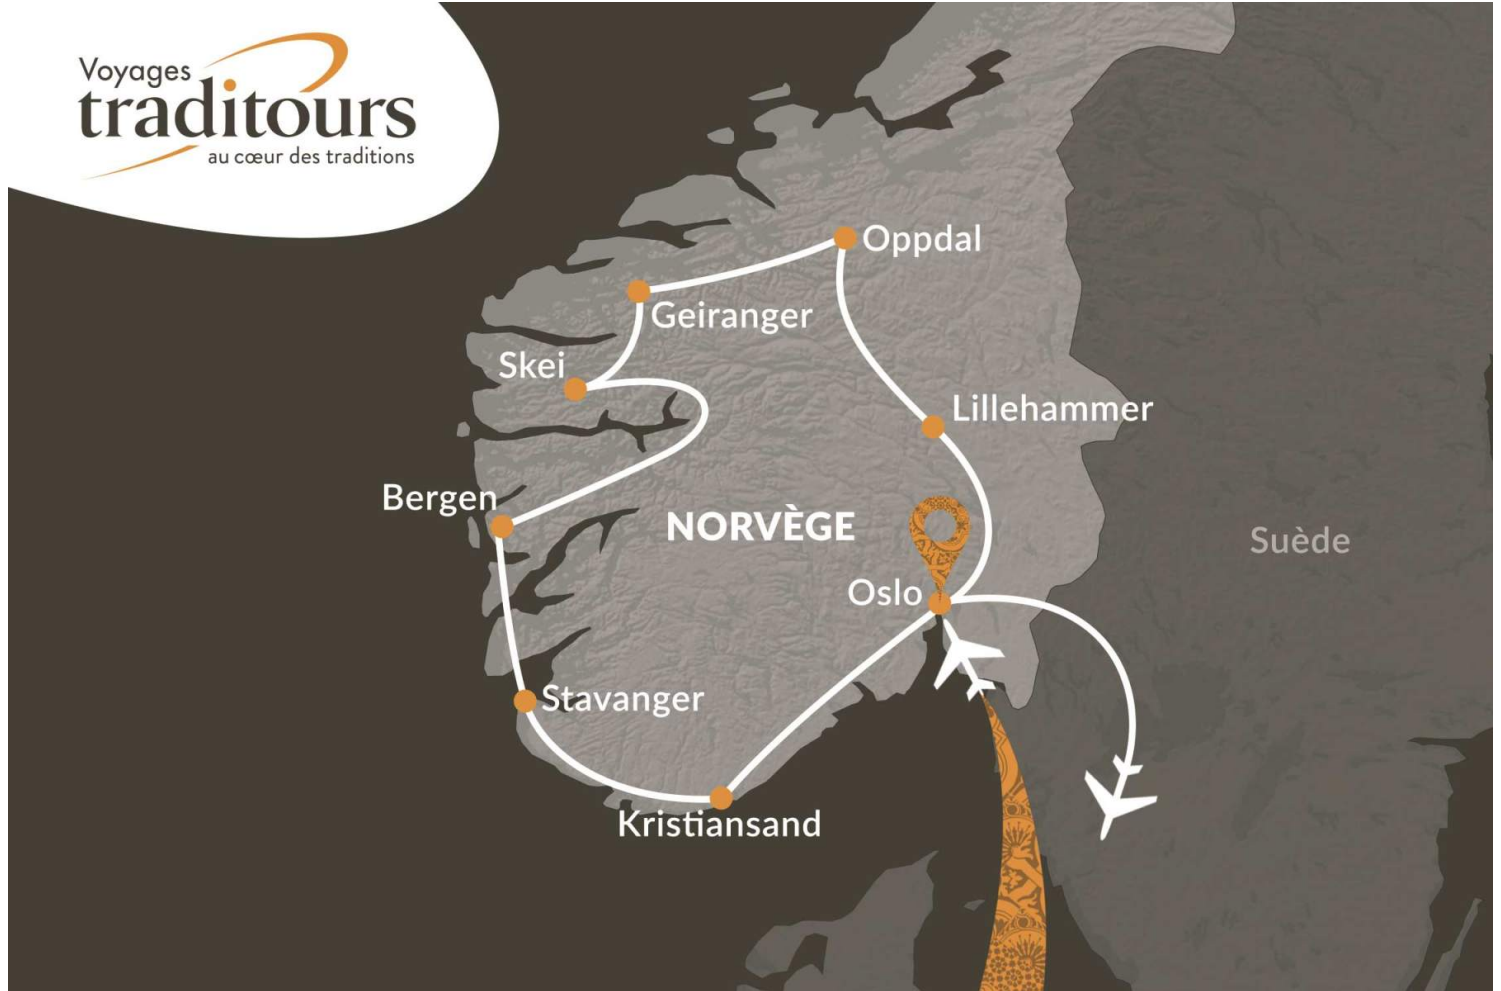 Voyages
traditours
au cœur des traditions
Oppdal
Geiranger
Skei
Lillehammer
Bergen
NORVÈGE
Suède
Oslo
Stavanger
Kristiansand